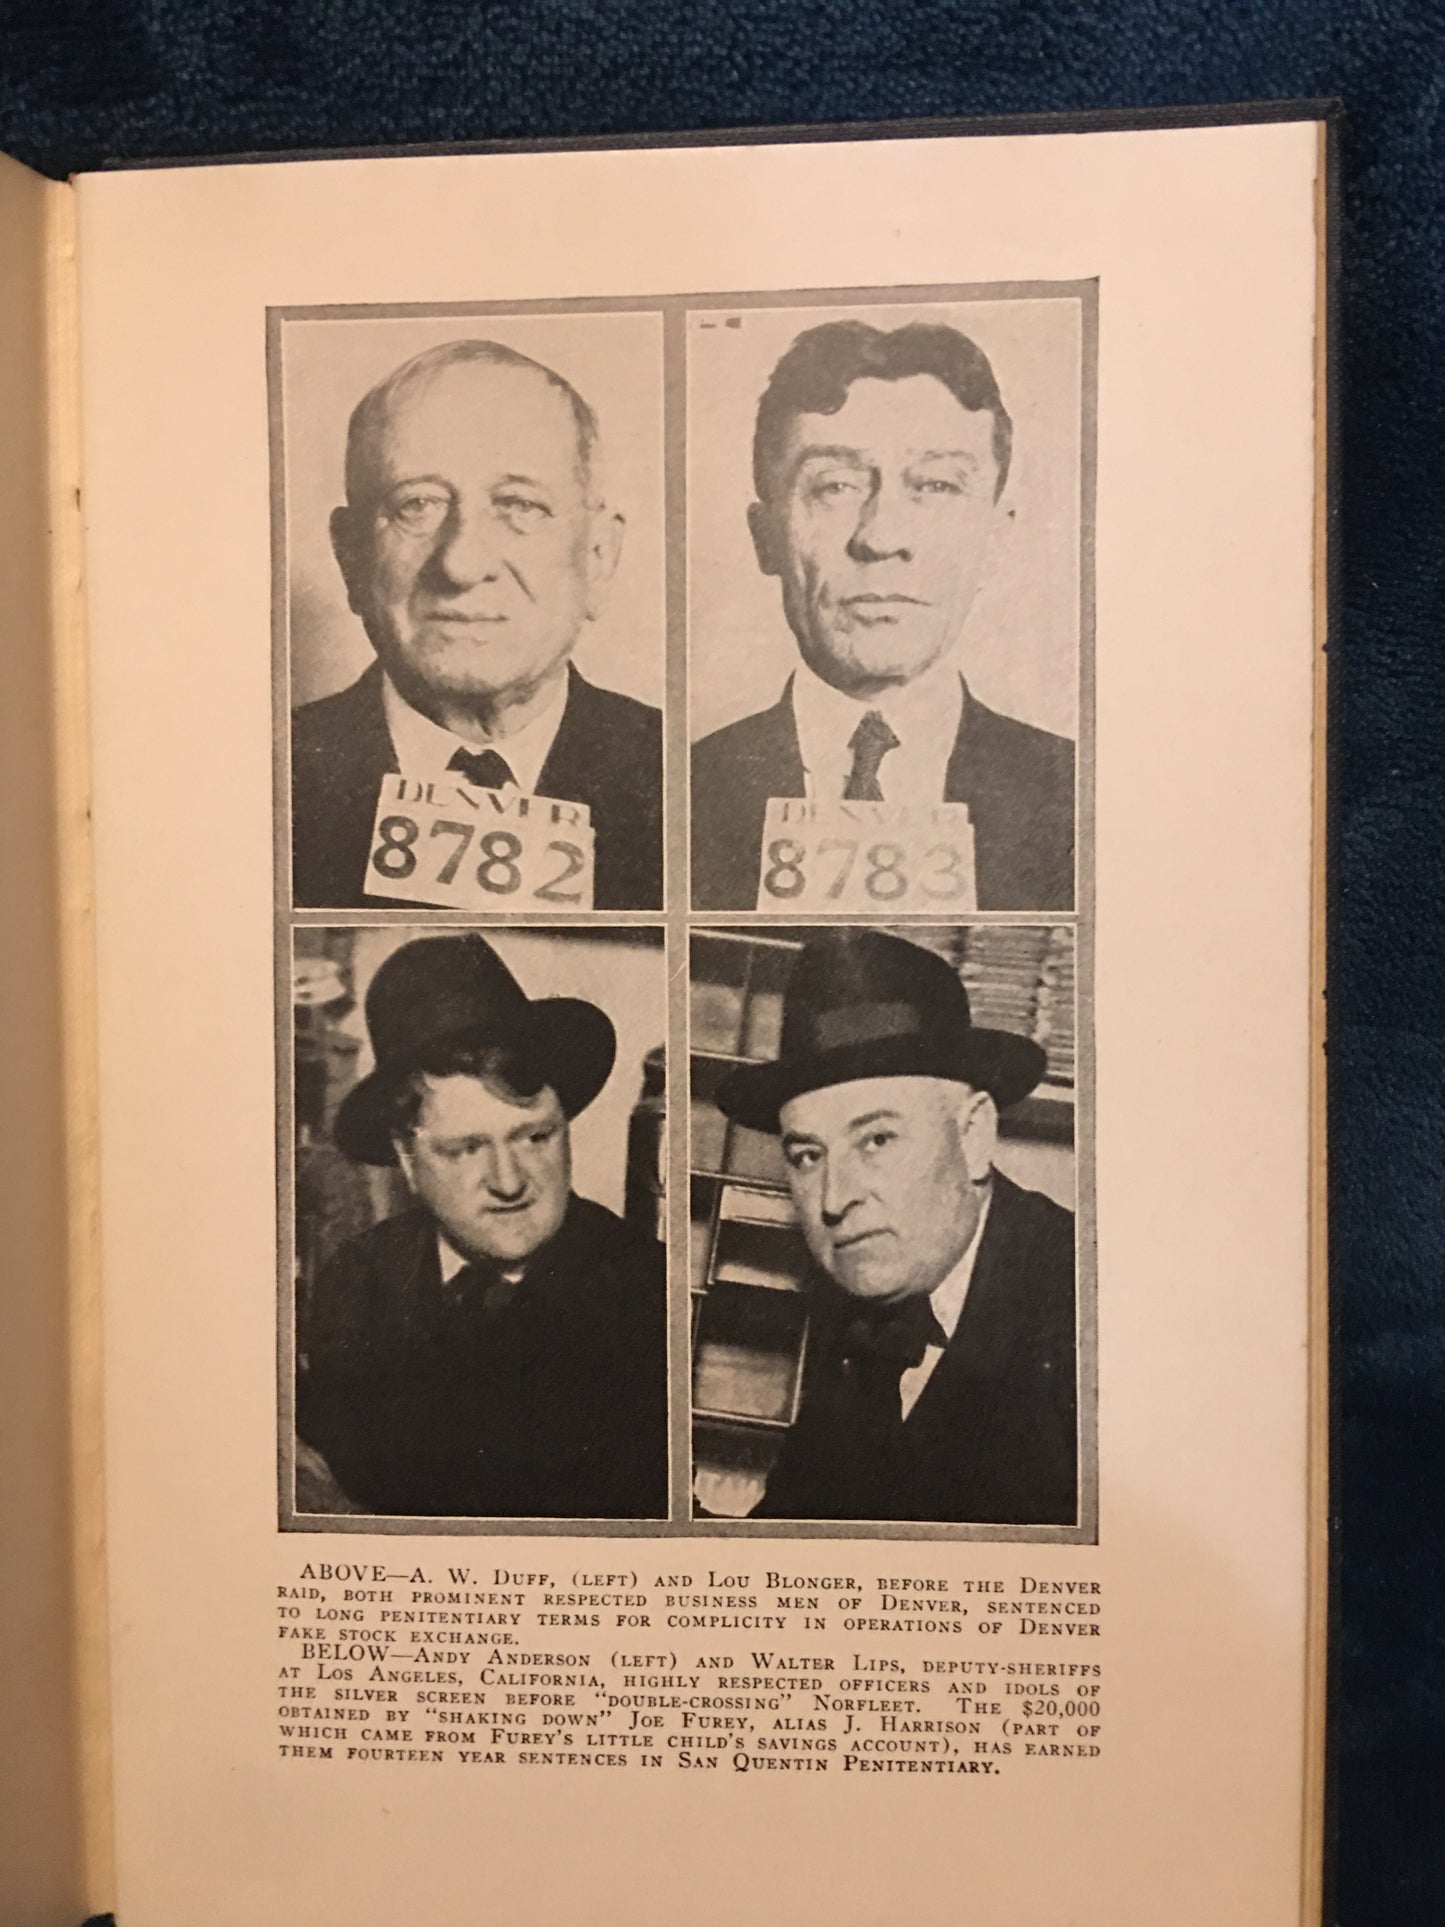 DENVER
8782
DENVER
8783
ABOVE—A. W. DUFF, (LEFT) AND LOU BLONGER, BEFORE THE DENVER
RAID, BOTH PROMINENT RESPECTED BUSINESS MEN OF DENVER, SENTENCED
TO LONG PENITENTIARY TERMS FOR COMPLICITY IN OPERATIONS OF DENVER
FAKE STOCK EXCHANGE.
BELOW—ANDY ANDERSON (LEFT) AND WALTER LIPS, DEPUTY-SHERIFFS
AT LOS ANGELES, CALIFORNIA, HIGHLY RESPECTED OFFICERS AND IDOLS OF
THE SILVER SCREEN BEFORE "DOUBLE-CROSSING" NORFLEET. THE $20,000
OBTAINED BY "SHAKING DOWN" JOE FUREY, ALIAS J. HARRISON (PART OF
WHICH CAME FROM FUREY'S LITTLE CHILD'S SAVINGS ACCOUNT), HAS EARNED
THEM FOURTEEN YEAR SENTENCES IN SAN QUENTIN PENITENTIARY.